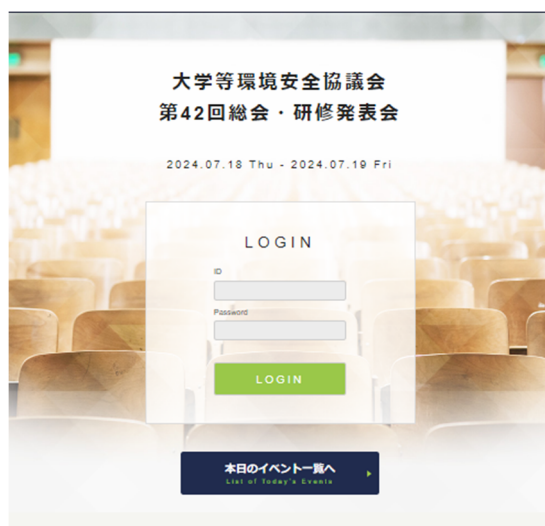 大学等環境安全協議会
第42回総会・研修発表会
2024.07.18 Thu - 2024.07.19 Fri
LOGIN
ID
Password
LOGIN
本日のイベント一覧へ
List of Today's Events